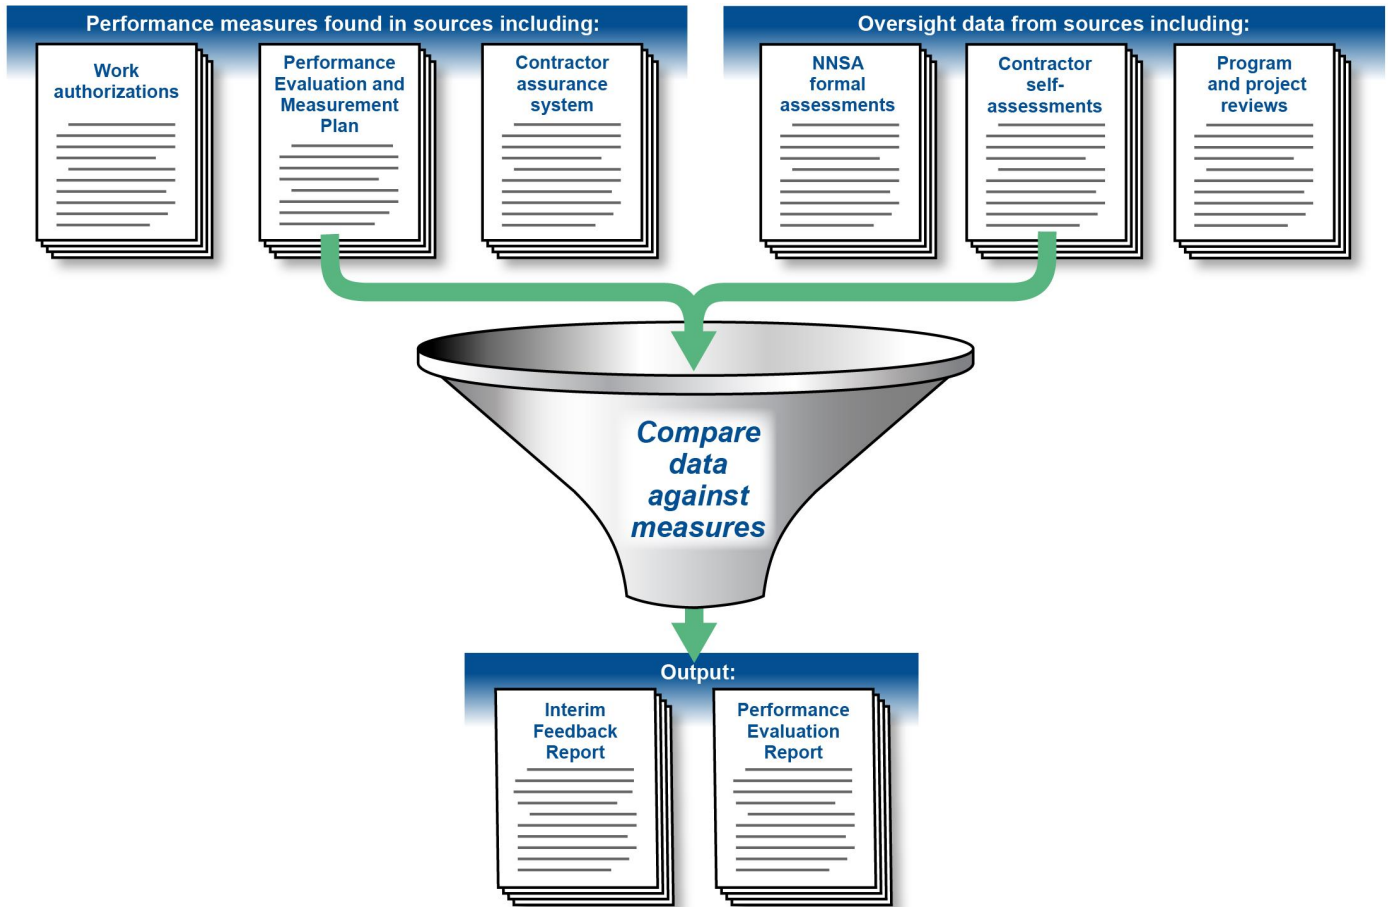 Performance measures found in sources including:
Work
authorizations
Performance
Evaluation and
Measurement
Plan
Contractor
assurance
system
Oversight data from sources including:
NNSA
formal
assessments
Contractor
self-
assessments
Program
and project
reviews
Compare
data
against
measures
Output:
Interim
Feedback
Report
Performance
Evaluation
Report